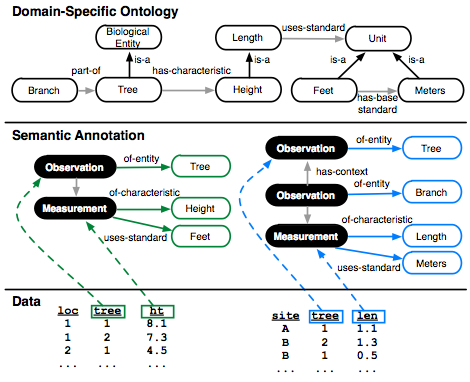 Domain-Specific Ontology
Biological
Entity
Length
uses-standard
Unit
is-a
is-a
is-a
is-a
Branch
part-of
Tree
has-characteristic
Height
Feet
has-base
standard
Meters
Semantic Annotation
Observation
of-entity
Tree
Measurement
of-characteristic
Height
uses-standard
Feet
Observation
of-entity
Tree
has-context
Observation
of-entity
Branch
Measurement
of-characteristic
Length
uses-standard
Meters
Data
loc tree ht
1 1 8.1
1 2 7.3
2 1 4.5
... ... ...
site tree len
A 1 1.1
B 2 1.3
B 1 0.5
... ... ...